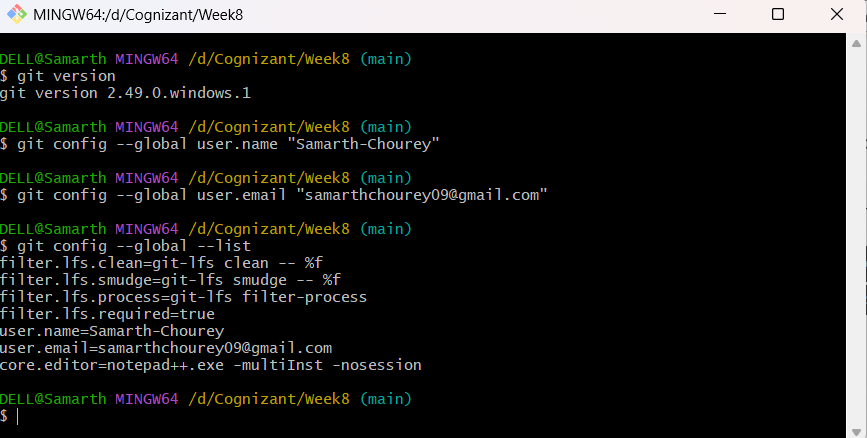 MINGW64:/d/Cognizant/Week8
DELL@Samarth MINGW64 /d/Cognizant/Week8 (main)
$ git version
git version 2.49.0.windows.1
DELL@Samarth MINGW64 /d/Cognizant/Week8 (main)
$ git config --global user.name "Samarth-Chourey"
DELL@Samarth MINGW64 /d/Cognizant/Week8 (main)
$ git config --global user.email "samarthchourey09@gmail.com"
DELL@Samarth MINGW64 /d/Cognizant/Week8 (main)
$ git config --global --list
filter.lfs.clean=git-lfs clean -- %f
filter.lfs.smudge=git-lfs smudge -- %f
filter.lfs.process=git-lfs filter-process
filter.lfs.required=true
user.name=Samarth-Chourey
user.email=samarthchourey09@gmail.com
core.editor=notepad++.exe -multiInst -nosession
DELL@Samarth MINGW64 /d/Cognizant/Week8 (main)
$